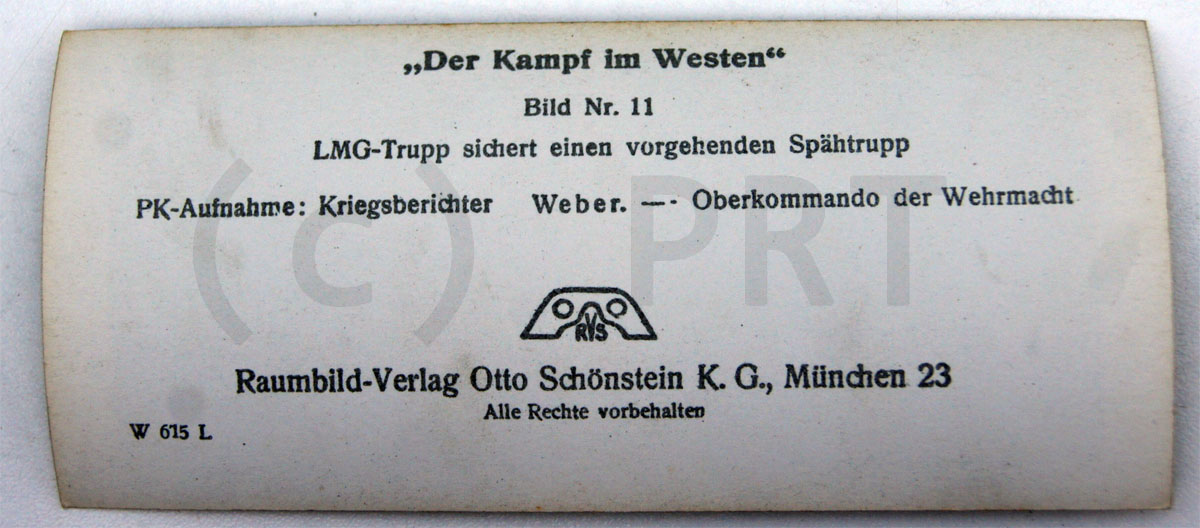 „Der Kampf im Westen“
Bild Nr. 11
LMG-Trupp sichert einen vorgehenden Spähtrupp
PK-Aufnahme: Kriegsberichter Weber. — · Oberkommando der Wehrmacht
(c) PRT
RVS
Raumbild-Verlag Otto Schönstein K. G., München 23
Alle Rechte vorbehalten
W 615 L